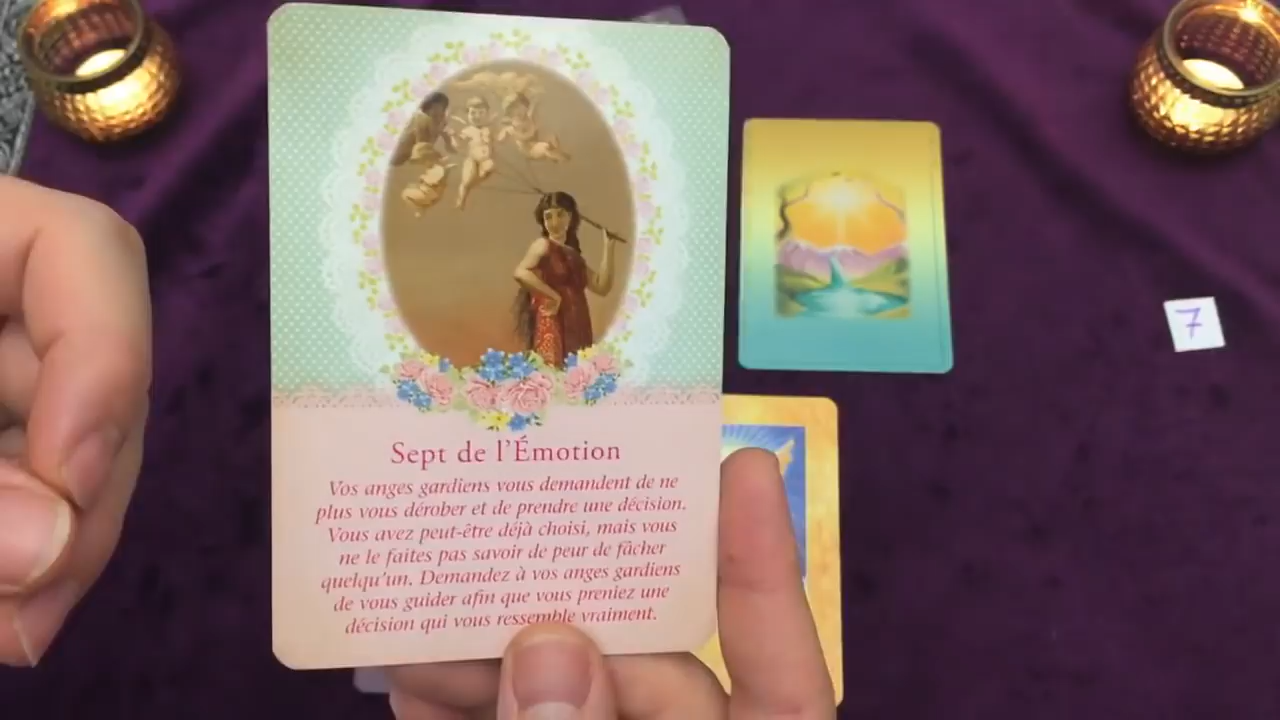 Sept de l'Émotion
Vos anges gardiens vous demandent de ne
plus vous dérober et de prendre une décision.
Vous avez peut-être déjà choisi, mais vous
ne le faites pas savoir de peur de fâcher
quelqu'un. Demandez à vos anges gardiens
de vous guider afin que vous preniez une
décision qui vous ressemble vraiment.
7